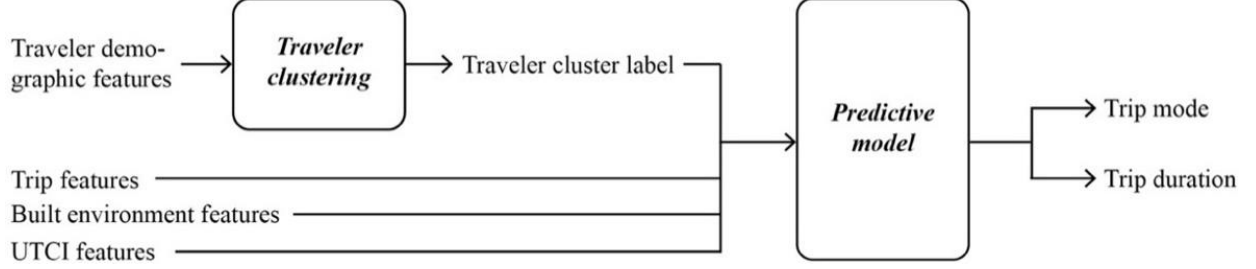 Traveler demo-
graphic features
Traveler
clustering
Traveler cluster label
Predictive
model
Trip mode
Trip duration
Trip features
Built environment features
UTCI features